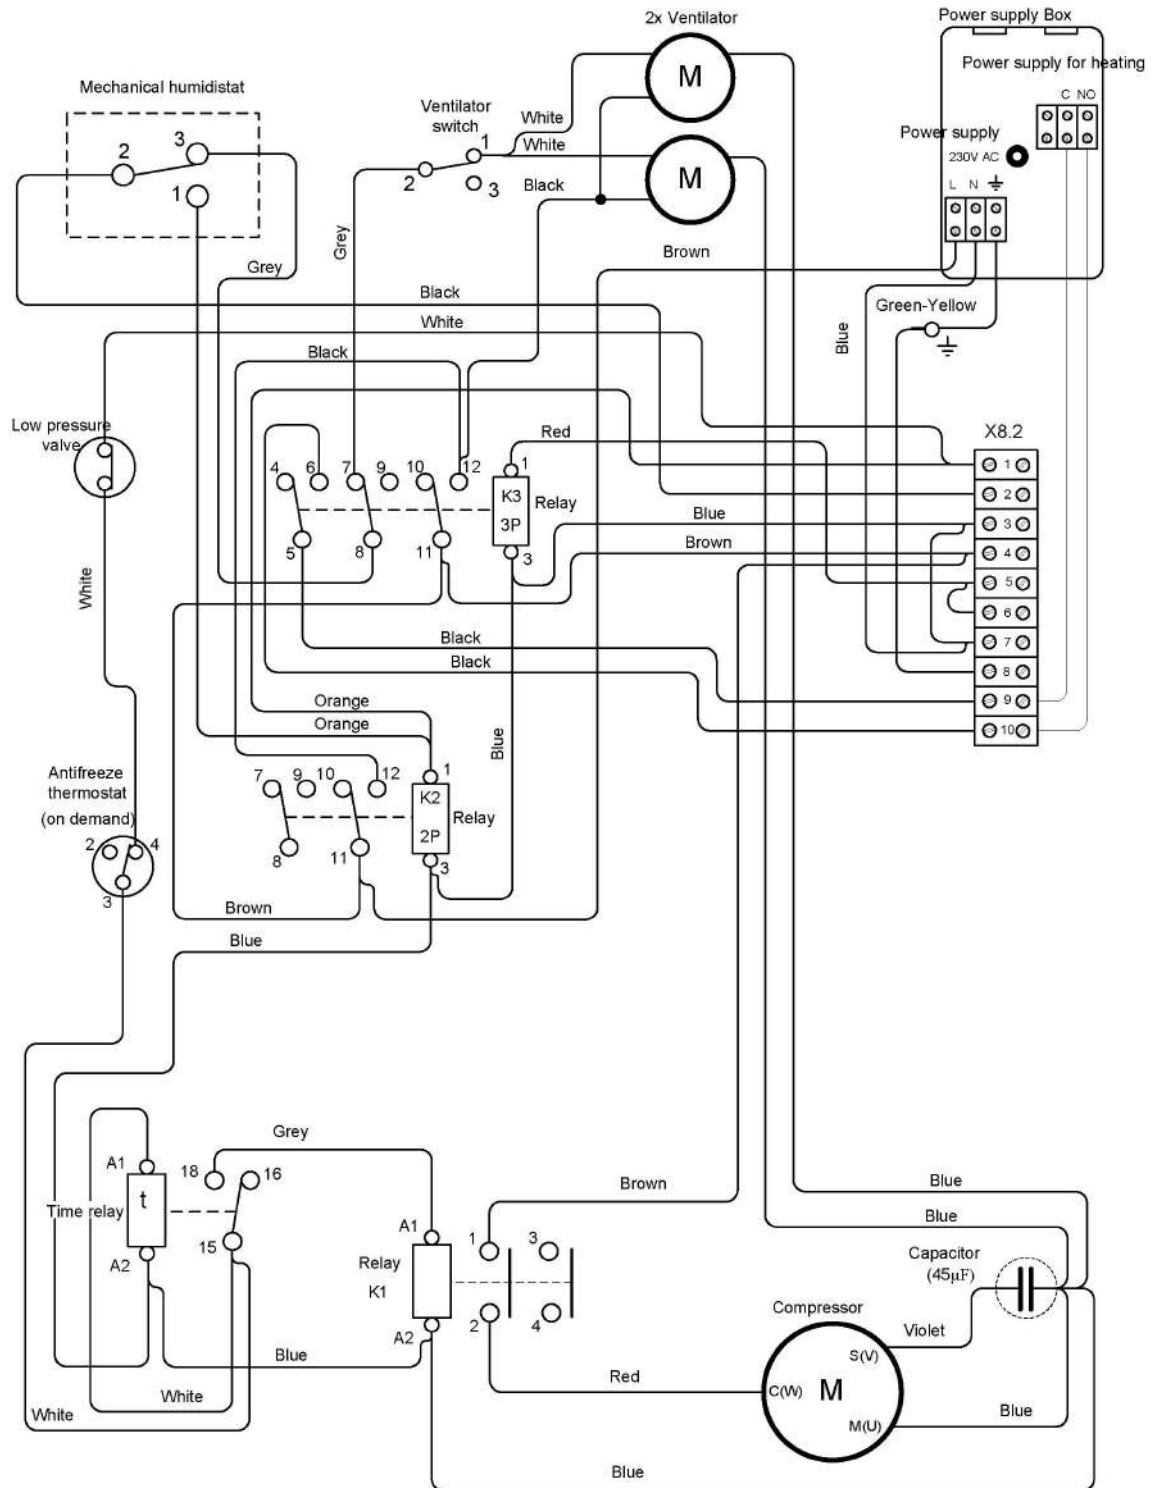 2x Ventilator
Power supply Box
Power supply for heating
C NO
Power supply
230V AC
L N
Mechanical humidistat
3
2
1
Ventilator
switch
White
1
White
2
3
Black
M
M
Grey
Grey
Brown
Black
White
Black
Green-Yellow
Blue
Low pressure
valve
Red
X8.2
4 6 7 9 10 12
1
K3
3P
Relay
3
5 8 11
Blue
Brown
1
2
3
4
5
6
7
8
9
10
White
Black
Black
Orange
Orange
Blue
Antifreeze
thermostat
(on demand)
2 4
3
7 9 10 12
1
K2
2P
Relay
3
8 11
Brown
Blue
Grey
A1
18 16
t
Time relay
15
A2
Brown
Blue
Blue
A1
Relay
K1
A2
1 3
2 4
Capacitor
(45µF)
Compressor
Violet
S(V)
C(W) M
M(U)
Blue
Red
Blue
White
White
Blue